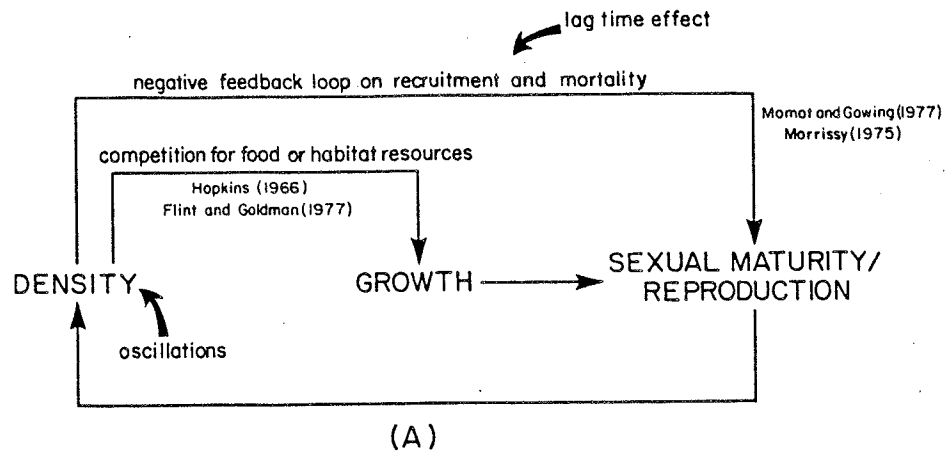 lag time effect
negative feedback loop on recruitment and mortality
Momot and Gowing (1977)
Morrissy (1975)
competition for food or habitat resources
Hopkins (1966)
Flint and Goldman (1977)
DENSITY
GROWTH
SEXUAL MATURITY/
REPRODUCTION
oscillations
(A)